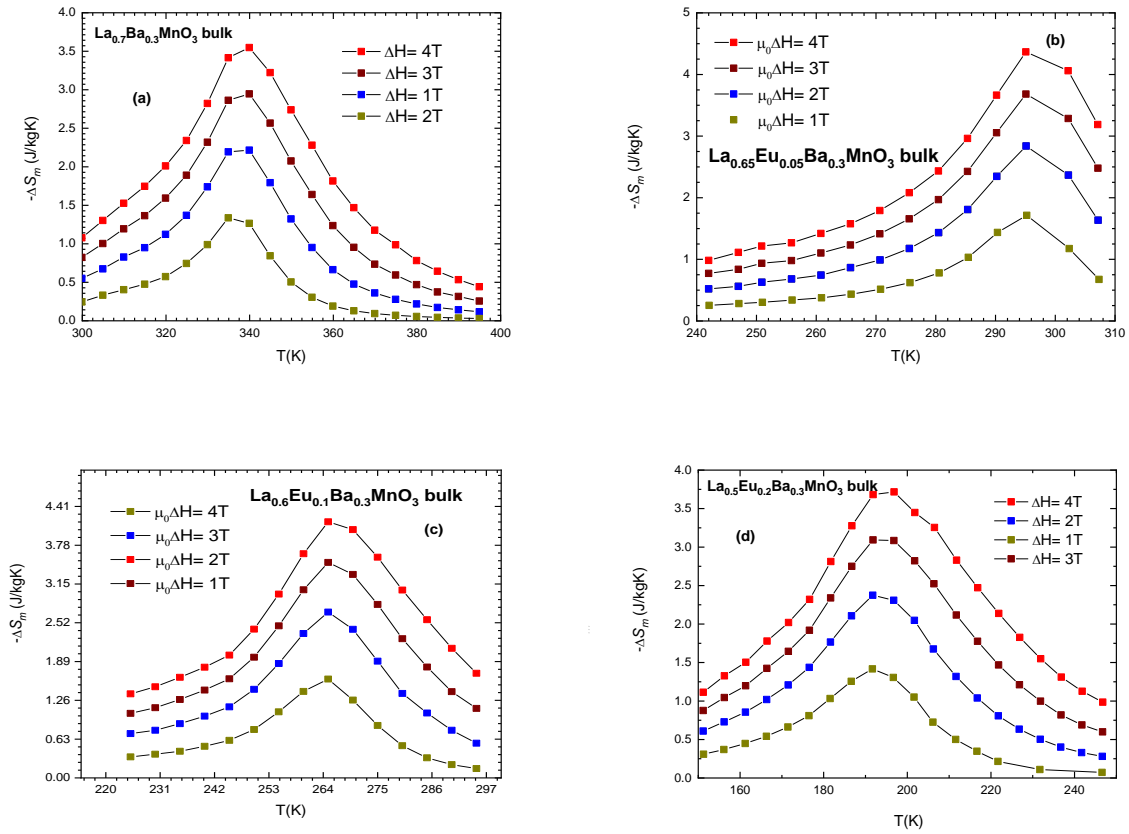 La0.7Ba0.3MnO3 bulk
(a)
ΔH= 4T
ΔH= 3T
ΔH= 1T
ΔH= 2T
-ΔSm (J/kgK)
4.0
3.5
3.0
2.5
2.0
1.5
1.0
0.5
0.0
300 320 340 360 380 400
T(K)
(b)
μ0ΔH= 4T
μ0ΔH= 3T
μ0ΔH= 2T
μ0ΔH= 1T
La0.65Eu0.05Ba0.3MnO3 bulk
-ΔSm (J/kgK)
5
4
3
2
1
0
250 260 270 280 290 300 310
240
T(K)
La0.6Eu0.1Ba0.3MnO3 bulk
(c)
μ0ΔH= 4T
μ0ΔH= 3T
μ0ΔH= 2T
μ0ΔH= 1T
-ΔSm (J/kgK)
4.41
3.78
3.15
2.52
1.89
1.26
0.63
0.00
220 231 242 253 264 275 286 297
T(K)
La0.5Eu0.2Ba0.3MnO3 bulk
(d)
ΔH= 4T
ΔH= 2T
ΔH= 1T
ΔH= 3T
-ΔSm (J/kgK)
4.0
3.5
3.0
2.5
2.0
1.5
1.0
0.5
0.0
160 180 200 220 240
T(K)